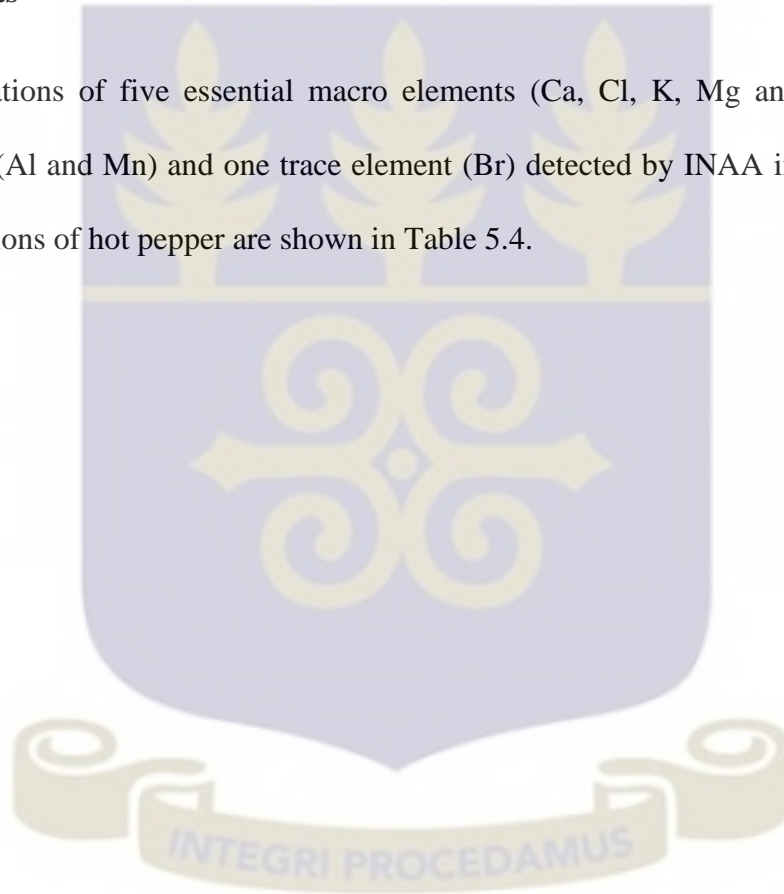 ations of five essential macro elements (Ca, Cl, K, Mg an
(Al and Mn) and one trace element (Br) detected by INAA i
ions of hot pepper are shown in Table 5.4.
INTEGRI PROCEDAMUS